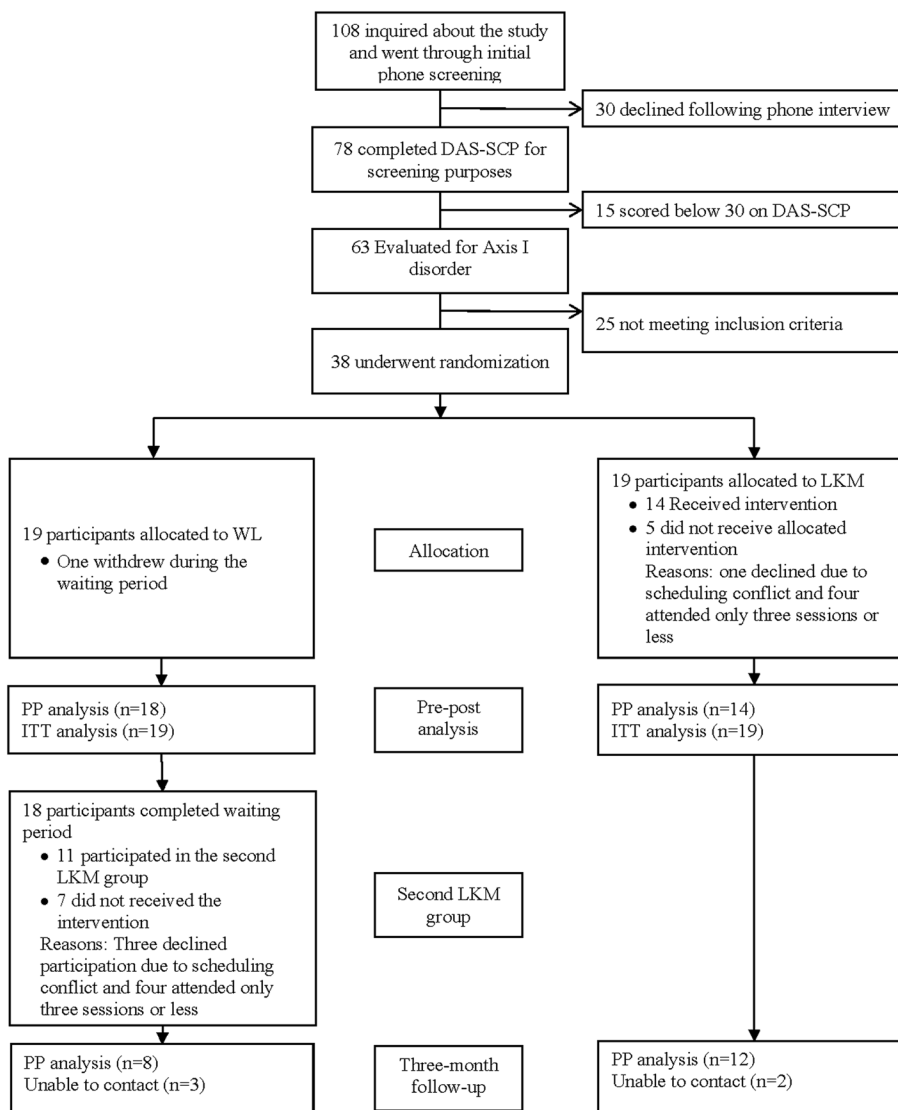 108 inquired about the study
and went through initial
phone screening
30 declined following phone interview
78 completed DAS-SCP for
screening purposes
15 scored below 30 on DAS-SCP
63 Evaluated for Axis I
disorder
25 not meeting inclusion criteria
38 underwent randomization
19 participants allocated to WL
• One withdrew during the
waiting period
Allocation
19 participants allocated to LKM
• 14 Received intervention
• 5 did not receive allocated
intervention
Reasons: one declined due to
scheduling conflict and four
attended only three sessions or
less
PP analysis (n=18)
ITT analysis (n=19)
Pre-post
analysis
PP analysis (n=14)
ITT analysis (n=19)
18 participants completed waiting
period
• 11 participated in the second
LKM group
• 7 did not received the
intervention
Reasons: Three declined
participation due to scheduling
conflict and four attended only
three sessions or less
Second LKM
group
PP analysis (n=8)
Unable to contact (n=3)
Three-month
follow-up
PP analysis (n=12)
Unable to contact (n=2)